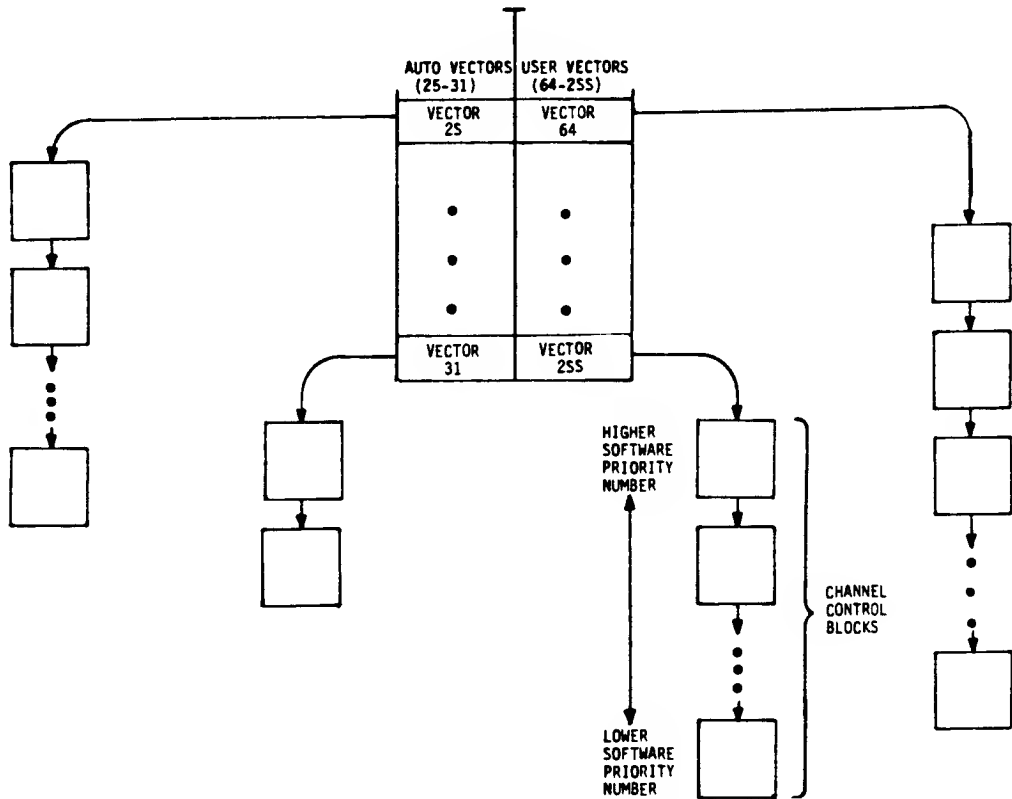 AUTO VECTORS
(25-31)
USER VECTORS
(64-2SS)
VECTOR
2S
VECTOR
64
VECTOR
31
VECTOR
2SS
HIGHER
SOFTWARE
PRIORITY
NUMBER
LOWER
SOFTWARE
PRIORITY
NUMBER
CHANNEL
CONTROL
BLOCKS